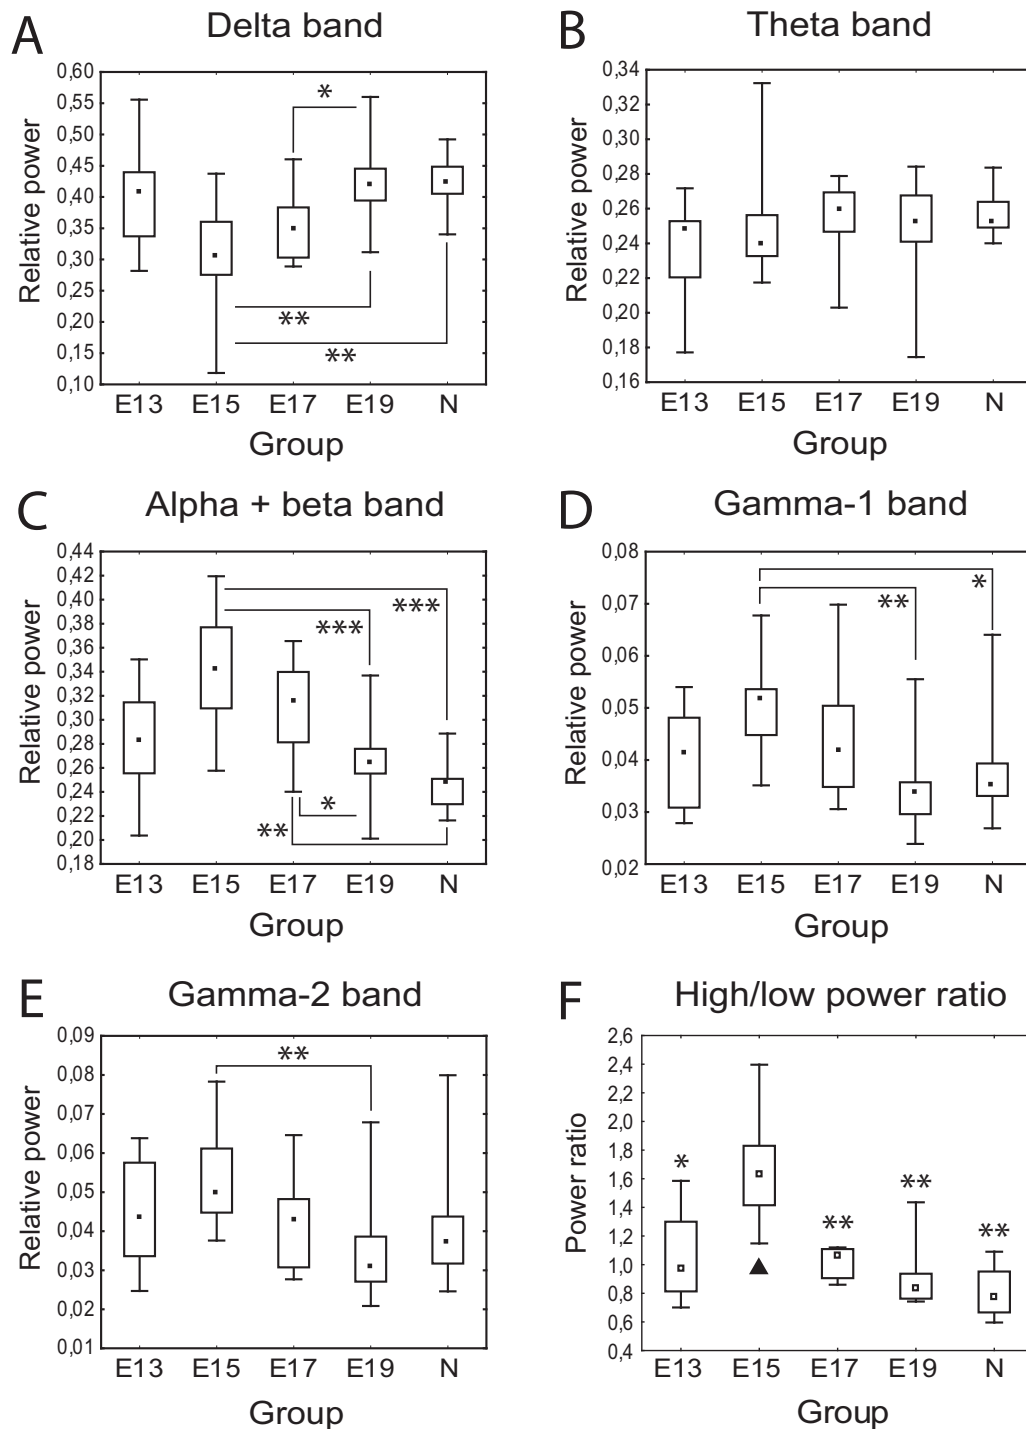 A
Delta band
Relative power
0,60
0,55
0,50
0,45
0,40
0,35
0,30
0,25
0,20
0,15
0,10
*
**
**
E13 E15 E17 E19 N
Group
B
Theta band
Relative power
0,34
0,32
0,30
0,28
0,26
0,24
0,22
0,20
0,18
0,16
E13 E15 E17 E19 N
Group
C
Alpha + beta band
Relative power
0,44
0,42
0,40
0,38
0,36
0,34
0,32
0,30
0,28
0,26
0,24
0,22
0,20
0,18
***
***
*
**
E13 E15 E17 E19 N
Group
D
Gamma-1 band
Relative power
0,08
0,07
0,06
0,05
0,04
0,03
0,02
*
**
E13 E15 E17 E19 N
Group
E
Gamma-2 band
Relative power
0,09
0,08
0,07
0,06
0,05
0,04
0,03
0,02
0,01
**
E13 E15 E17 E19 N
Group
F
High/low power ratio
Power ratio
2,6
2,4
2,2
2,0
1,8
1,6
1,4
1,2
1,0
0,8
0,6
0,4
*
**
**
**
E13 E15 E17 E19 N
Group